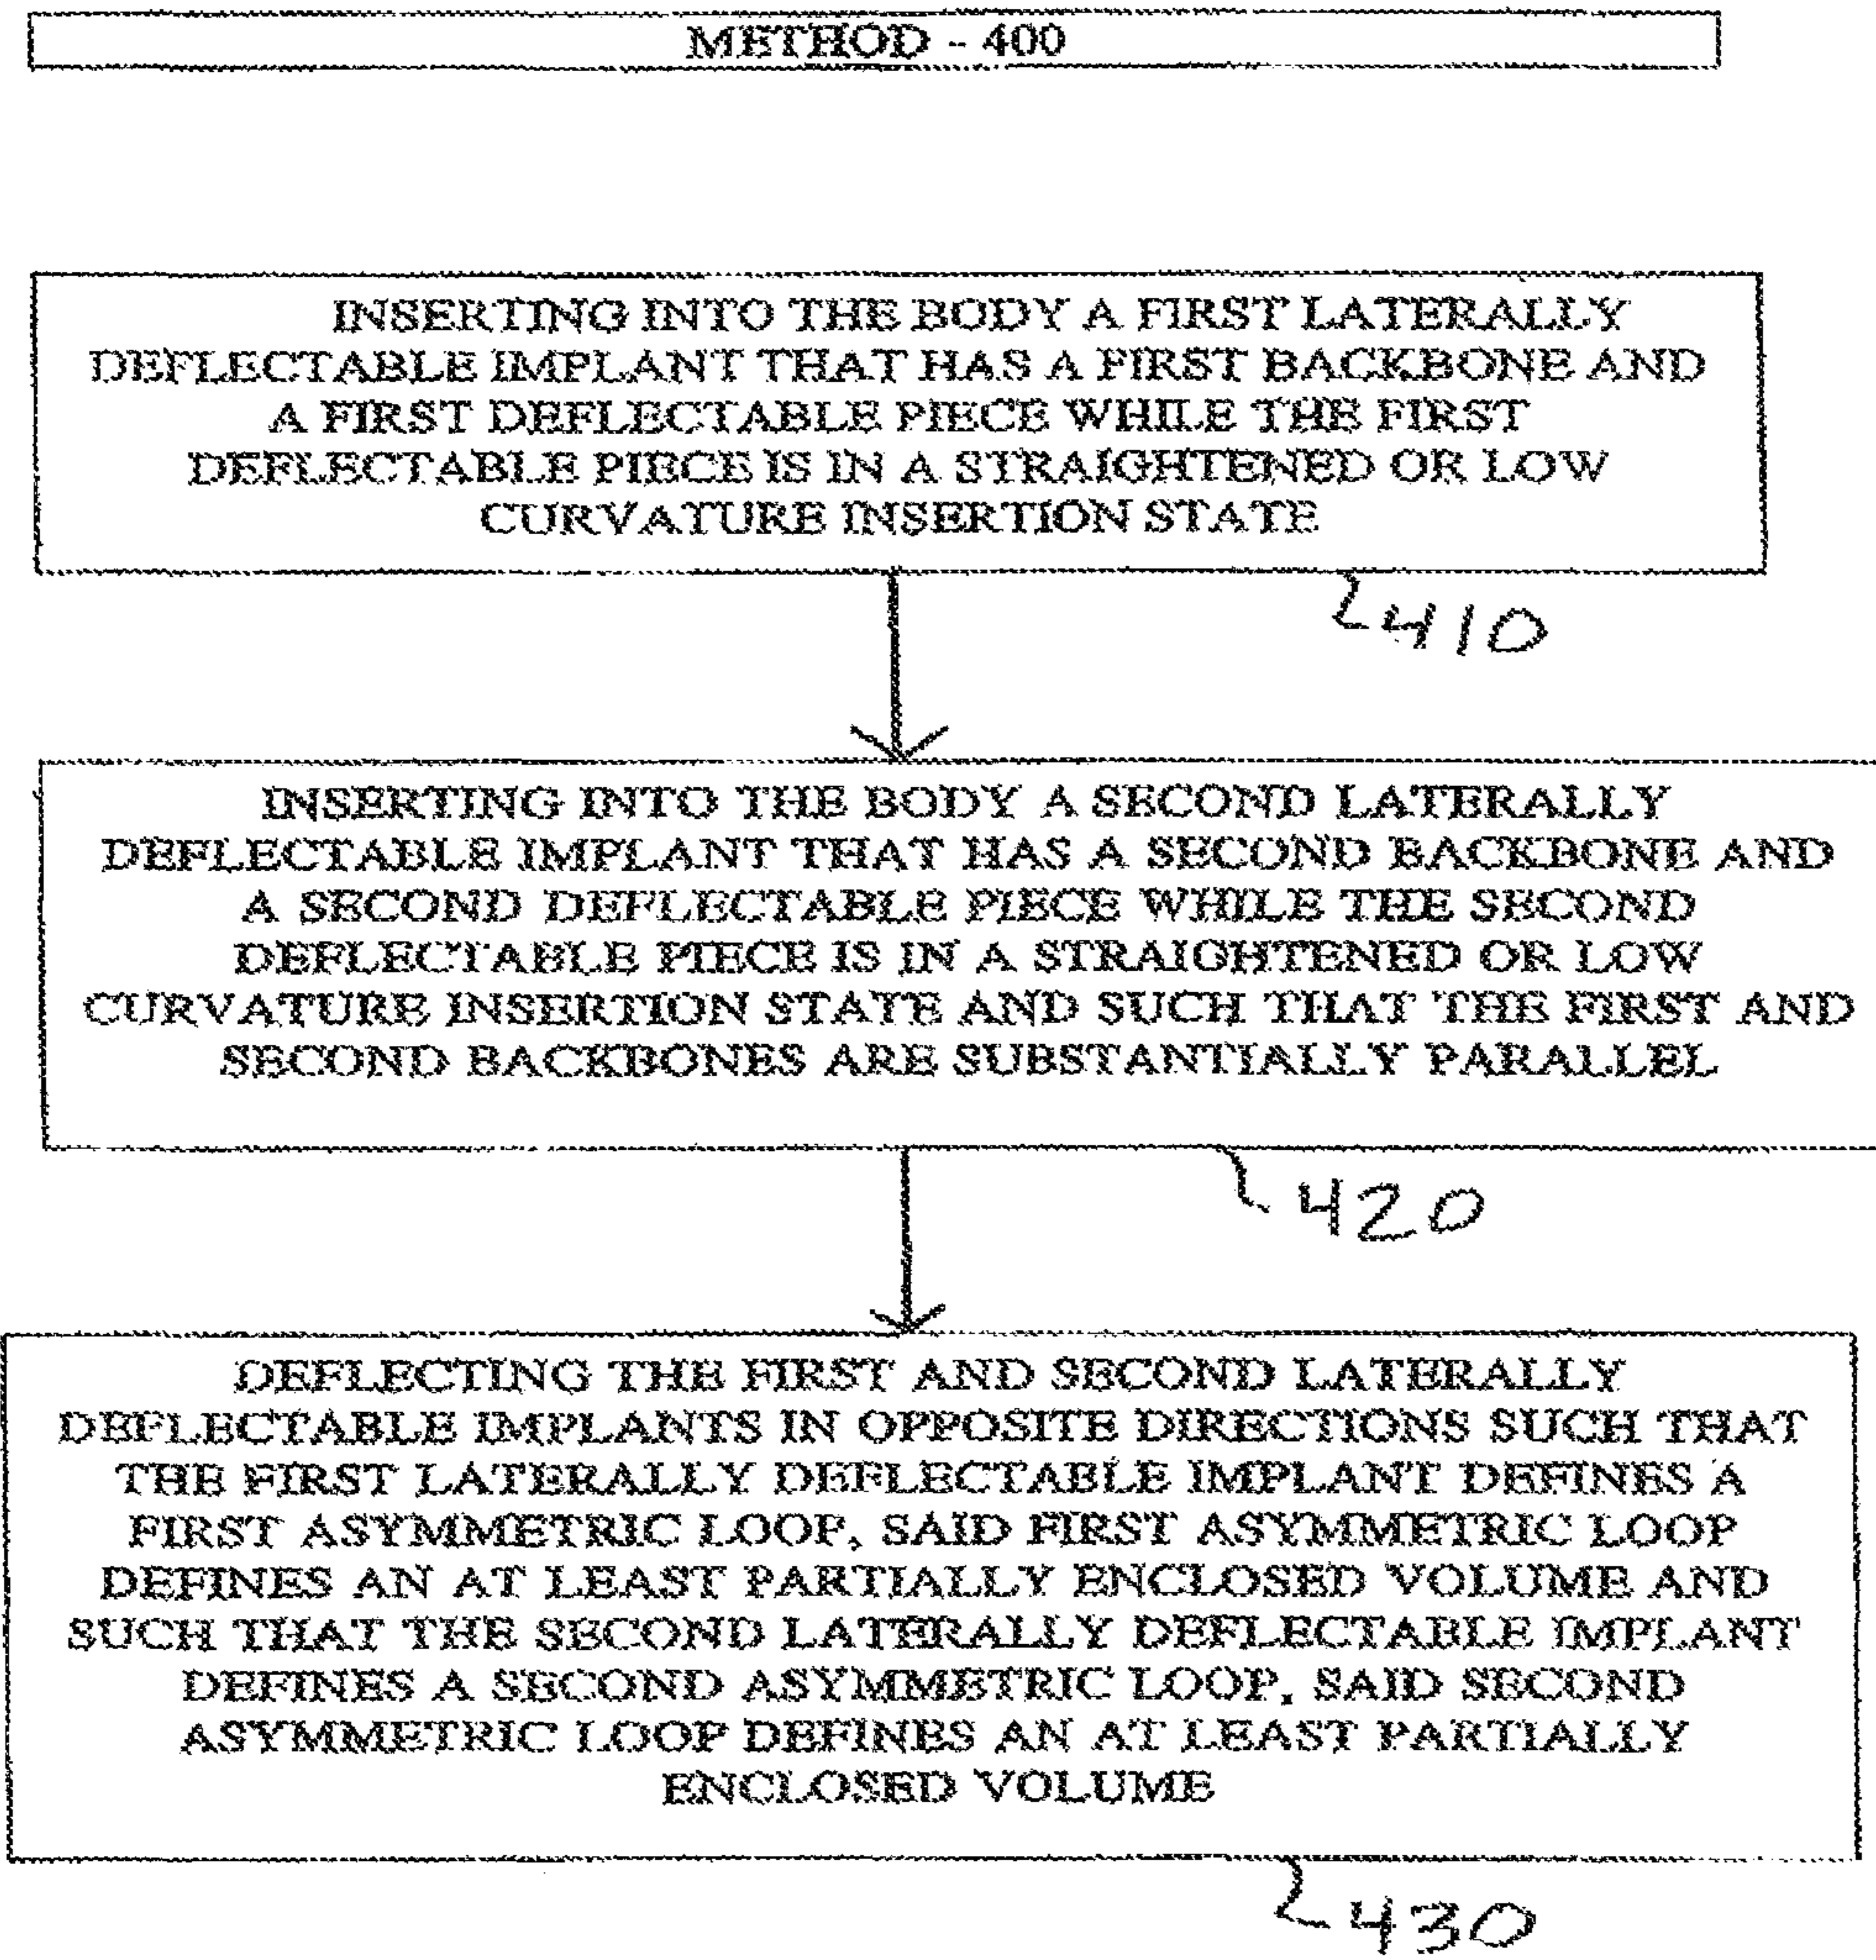 METHOD - 400
INSERTING INTO THE BODY A FIRST LATERALLY
DEFLECTABLE IMPLANT THAT HAS A FIRST BACKBONE AND
A FIRST DEFLECTABLE PIECE WHILE THE FIRST
DEFLECTABLE PIECE IS IN A STRAIGHTENED OR LOW
CURVATURE INSERTION STATE
410
INSERTING INTO THE BODY A SECOND LATERALLY
DEFLECTABLE IMPLANT THAT HAS A SECOND BACKBONE AND
A SECOND DEFLECTABLE PIECE WHILE THE SECOND
DEFLECTABLE PIECE IS IN A STRAIGHTENED OR LOW
CURVATURE INSERTION STATE AND SUCH THAT THE FIRST AND
SECOND BACKBONES ARE SUBSTANTIALLY PARALLEL
420
DEFLECTING THE FIRST AND SECOND LATERALLY
DEFLECTABLE IMPLANTS IN OPPOSITE DIRECTIONS SUCH THAT
THE FIRST LATERALLY DEFLECTABLE IMPLANT DEFINES A
FIRST ASYMMETRIC LOOP, SAID FIRST ASYMMETRIC LOOP
DEFINES AN AT LEAST PARTIALLY ENCLOSED VOLUME AND
SUCH THAT THE SECOND LATERALLY DEFLECTABLE IMPLANT
DEFINES A SECOND ASYMMETRIC LOOP, SAID SECOND
ASYMMETRIC LOOP DEFINES AN AT LEAST PARTIALLY
ENCLOSED VOLUME
430